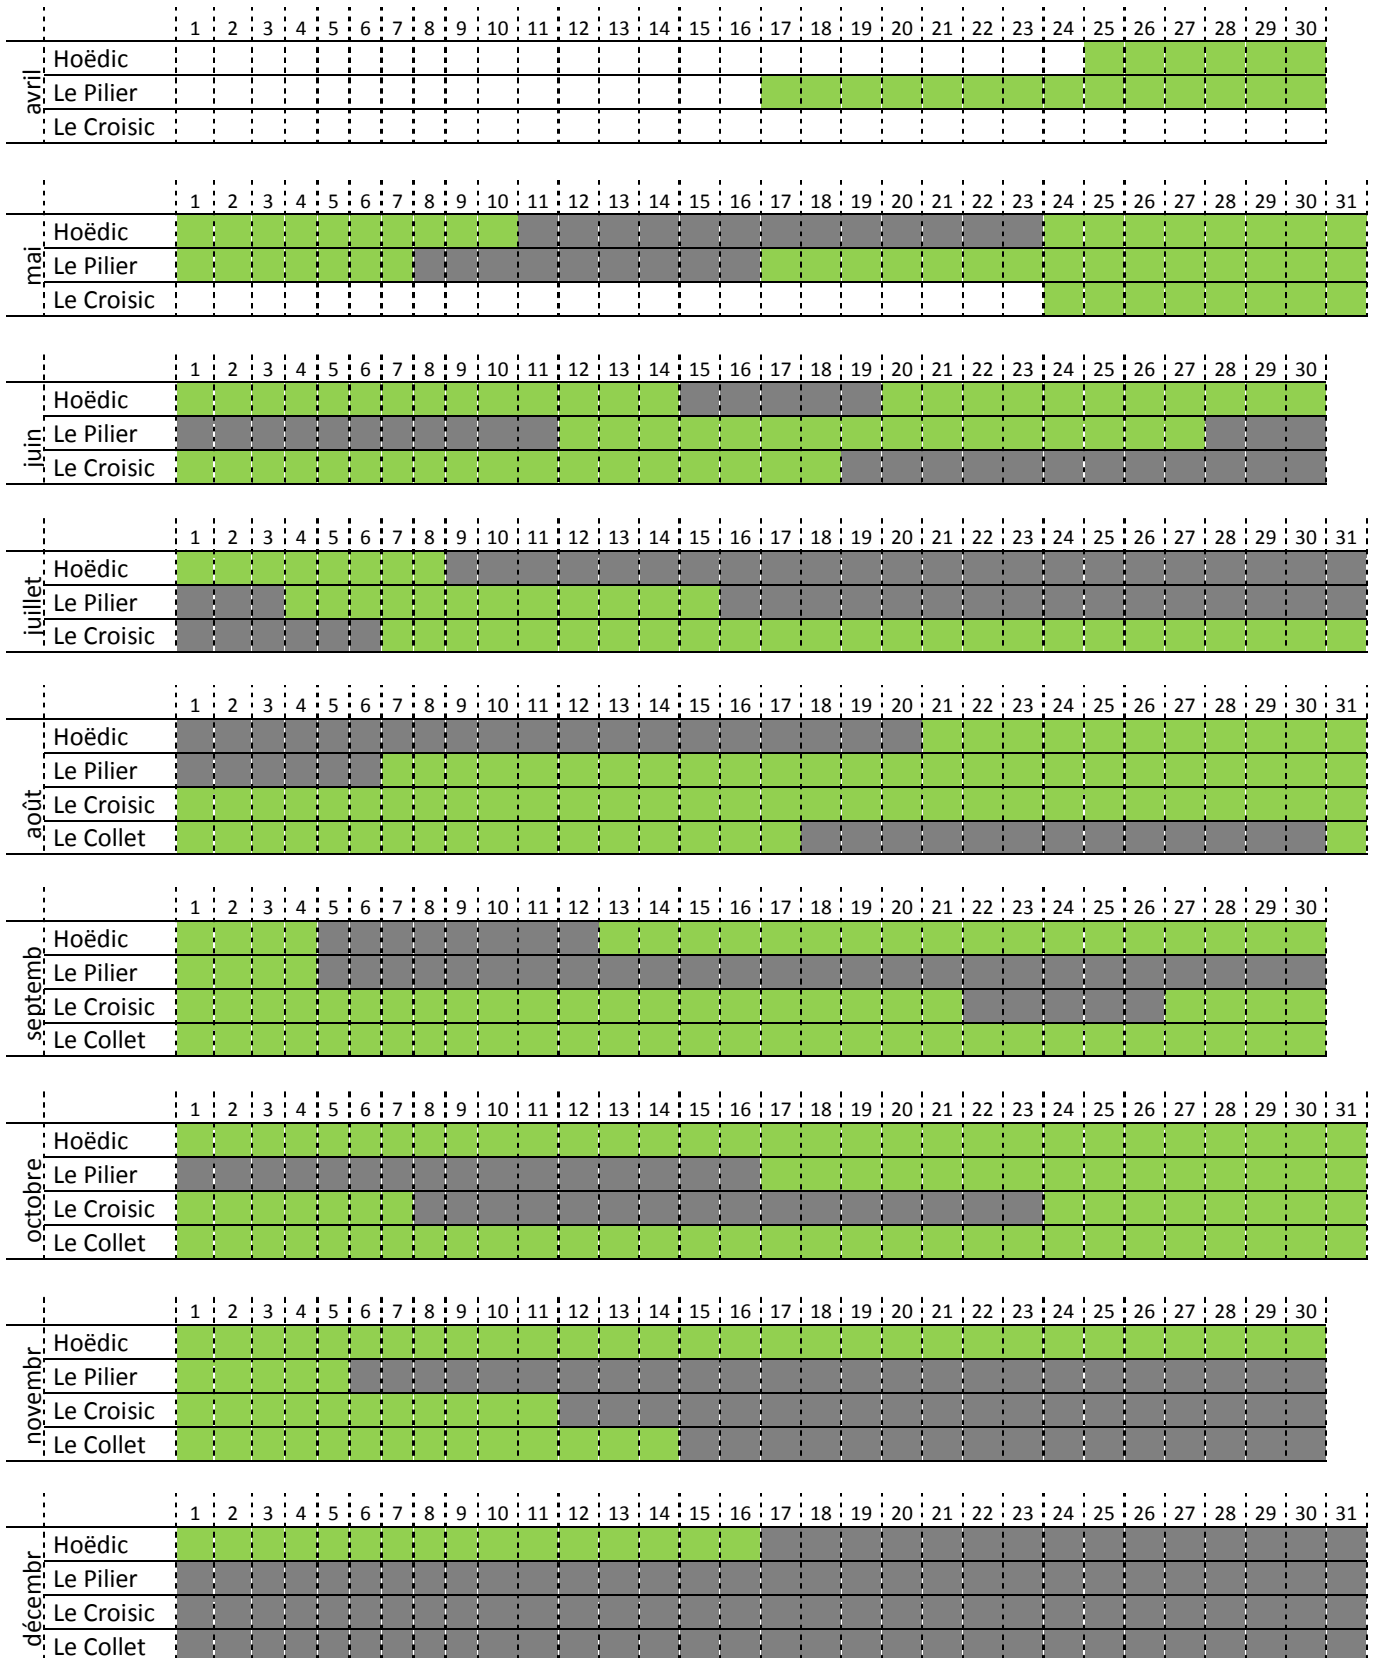 1 2 3 4 5 6 7 8 9 10 11 12 13 14 15 16 17 18 19 20 21 22 23 24 25 26 27 28 29 30
avril
Hoëdic
Le Pilier
Le Croisic
1 2 3 4 5 6 7 8 9 10 11 12 13 14 15 16 17 18 19 20 21 22 23 24 25 26 27 28 29 30 31
mai
Hoëdic
Le Pilier
Le Croisic
1 2 3 4 5 6 7 8 9 10 11 12 13 14 15 16 17 18 19 20 21 22 23 24 25 26 27 28 29 30
juin
Hoëdic
Le Pilier
Le Croisic
1 2 3 4 5 6 7 8 9 10 11 12 13 14 15 16 17 18 19 20 21 22 23 24 25 26 27 28 29 30 31
juillet
Hoëdic
Le Pilier
Le Croisic
1 2 3 4 5 6 7 8 9 10 11 12 13 14 15 16 17 18 19 20 21 22 23 24 25 26 27 28 29 30 31
août
Hoëdic
Le Pilier
Le Croisic
Le Collet
1 2 3 4 5 6 7 8 9 10 11 12 13 14 15 16 17 18 19 20 21 22 23 24 25 26 27 28 29 30
septemb
Hoëdic
Le Pilier
Le Croisic
Le Collet
1 2 3 4 5 6 7 8 9 10 11 12 13 14 15 16 17 18 19 20 21 22 23 24 25 26 27 28 29 30 31
octobre
Hoëdic
Le Pilier
Le Croisic
Le Collet
1 2 3 4 5 6 7 8 9 10 11 12 13 14 15 16 17 18 19 20 21 22 23 24 25 26 27 28 29 30
novembr
Hoëdic
Le Pilier
Le Croisic
Le Collet
1 2 3 4 5 6 7 8 9 10 11 12 13 14 15 16 17 18 19 20 21 22 23 24 25 26 27 28 29 30 31
décembr
Hoëdic
Le Pilier
Le Croisic
Le Collet